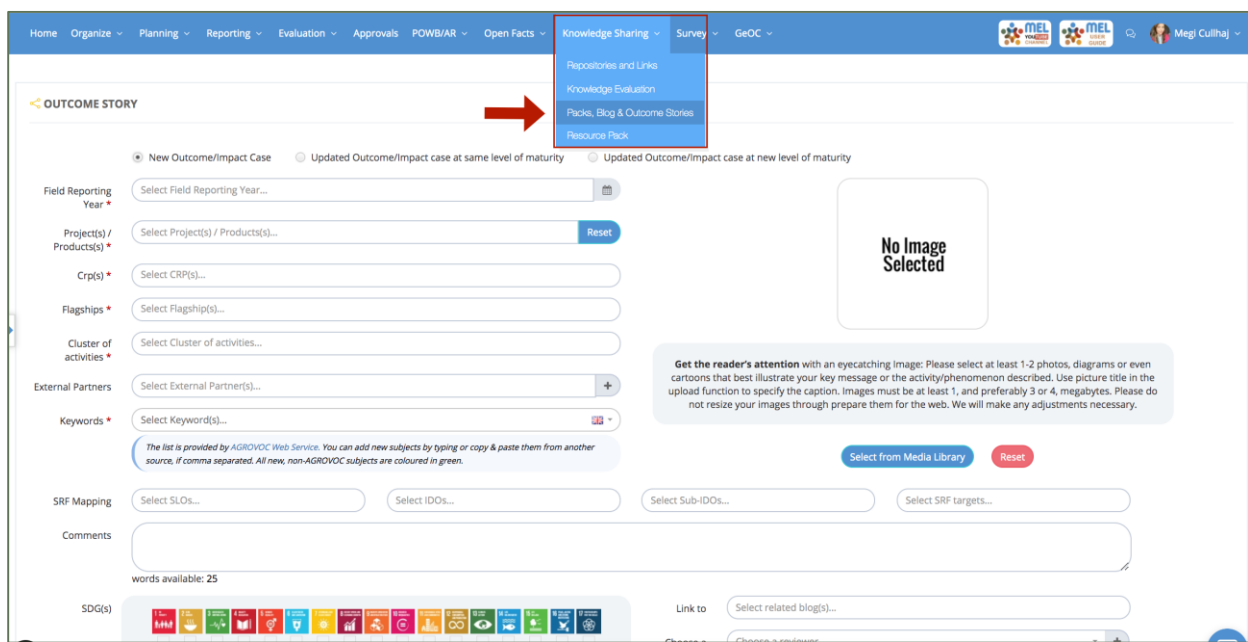 Home Organize Planning Reporting Evaluation Approvals POWB/AR Open Facts Knowledge Sharing Survey GeOC MEL YOUTUBE CHANNEL MEL USER GUIDE Megi Cullhaj
Repositories and Links
Knowledge Evaluation
Packs, Blog & Outcome Stories
Resource Pack
OUTCOME STORY
New Outcome/Impact Case Updated Outcome/Impact case at same level of maturity Updated Outcome/Impact case at new level of maturity
Field Reporting
Year *
Select Field Reporting Year...
Project(s) /
Products(s) *
Select Project(s) / Products(s)...
Reset
Crp(s) *
Select CRP(s)...
Flagships *
Select Flagship(s)...
Cluster of
activities *
Select Cluster of activities...
External Partners
Select External Partner(s)...
+
Keywords *
Select Keyword(s)...
The list is provided by AGROVOC Web Service. You can add new subjects by typing or copy & paste them from another
source, if comma separated. All new, non-AGROVOC subjects are coloured in green.
No Image
Selected
Get the reader's attention with an eyecatching Image: Please select at least 1-2 photos, diagrams or even
cartoons that best illustrate your key message or the activity/phenomenon described. Use picture title in the
upload function to specify the caption. Images must be at least 1, and preferably 3 or 4, megabytes. Please do
not resize your images through prepare them for the web. We will make any adjustments necessary.
Select from Media Library
Reset
SRF Mapping
Select SLOs...
Select IDOs...
Select Sub-IDOs...
Select SRF targets...
Comments
words available: 25
SDG(s)
Link to
Select related blog(s)...
Choose a
Choose a reviewer
+